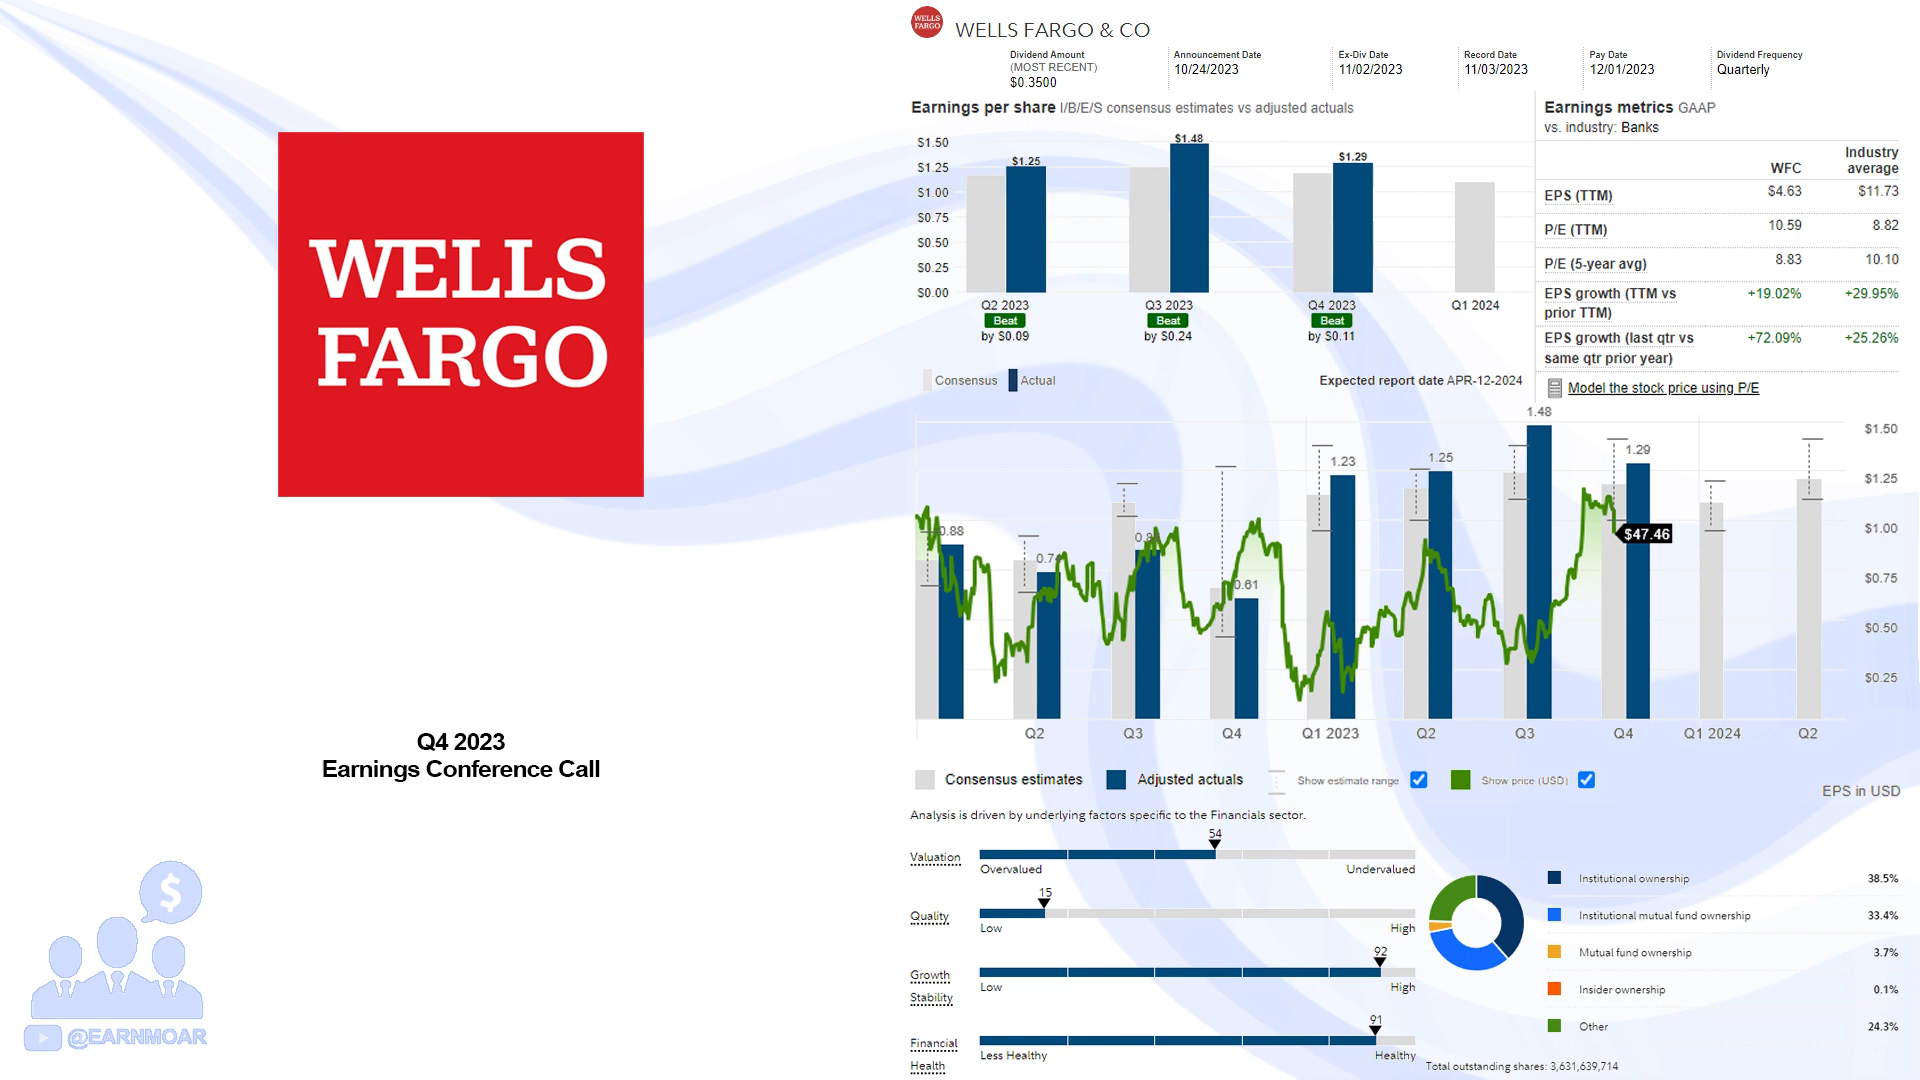 WELLS
FARGO
Q4 2023
Earnings Conference Call
$
@EARNMOAR
WELLS
FARGO
WELLS FARGO & CO
Dividend Amount
(MOST RECENT)
$0.3500
Announcement Date
10/24/2023
Ex-Div Date
11/02/2023
Record Date
11/03/2023
Pay Date
12/01/2023
Dividend Frequency
Quarterly
Earnings per share I/B/E/S consensus estimates vs adjusted actuals
$1.50
$1.25
$1.00
$0.75
$0.50
$0.25
$0.00
$1.25
$1.48
$1.29
Q2 2023
Beat
by $0.09
Q3 2023
Beat
by $0.24
Q4 2023
Beat
by $0.11
Q1 2024
Consensus Actual
Expected report date APR-12-2024
Earnings metrics GAAP
vs. industry: Banks
WFC Industry average
EPS (TTM) $4.63 $11.73
P/E (TTM) 10.59 8.82
P/E (5-year avg) 8.83 10.10
EPS growth (TTM vs prior TTM) +19.02% +29.95%
EPS growth (last qtr vs same qtr prior year) +72.09% +25.26%
Model the stock price using P/E
0.88
0.74
0.61
1.23
1.25
1.48
1.29
$47.46
$1.50
$1.25
$1.00
$0.75
$0.50
$0.25
Q2 Q3 Q4 Q1 2023 Q2 Q3 Q4 Q1 2024 Q2
Consensus estimates Adjusted actuals Show estimate range Show price (USD)
EPS in USD
Analysis is driven by underlying factors specific to the Financials sector.
54
Valuation
Overvalued Undervalued
15
Quality
Low High
92
Growth
Stability
Low High
91
Financial
Health
Less Healthy Healthy
Institutional ownership 38.5%
Institutional mutual fund ownership 33.4%
Mutual fund ownership 3.7%
Insider ownership 0.1%
Other 24.3%
Total outstanding shares: 3,631,639,714